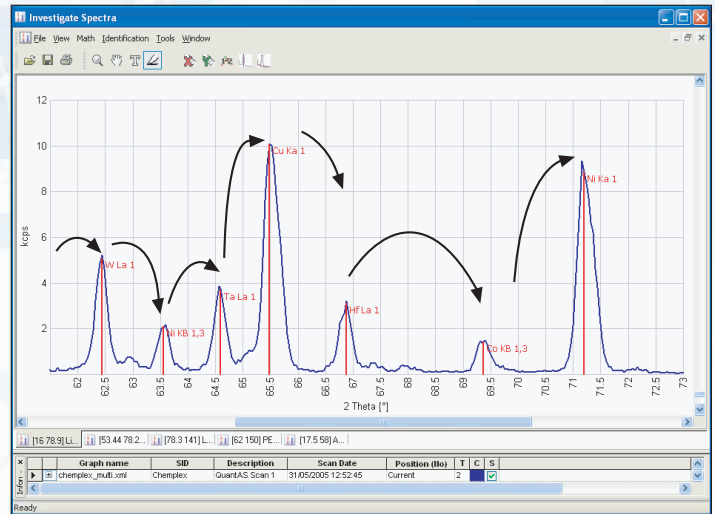 Investigate Spectra
File View Math Identification Tools Window
12
10
8
6
4
2
kcps
W La 1
Ni KB 1,3
Ta La 1
Cu Ka 1
Hf La 1
Co KB 1,3
Ni Ka 1
62 62.5 63 63.5 64 64.5 65 65.5 66 66.5 67 67.5 68 68.5 69 69.5 70 70.5 71 71.5 72 72.5 73
2 Theta [°]
[16 78.9] Li... [53.44 78.2... [78.3 141] L... [62 150] PE... [17.5 58] A...
Graph name SID Description Scan Date Position (No) T C S
chemplex_multi.xml Chemplex QuantAS Scan 1 31/05/2005 12:52:45 Current 2
Ready